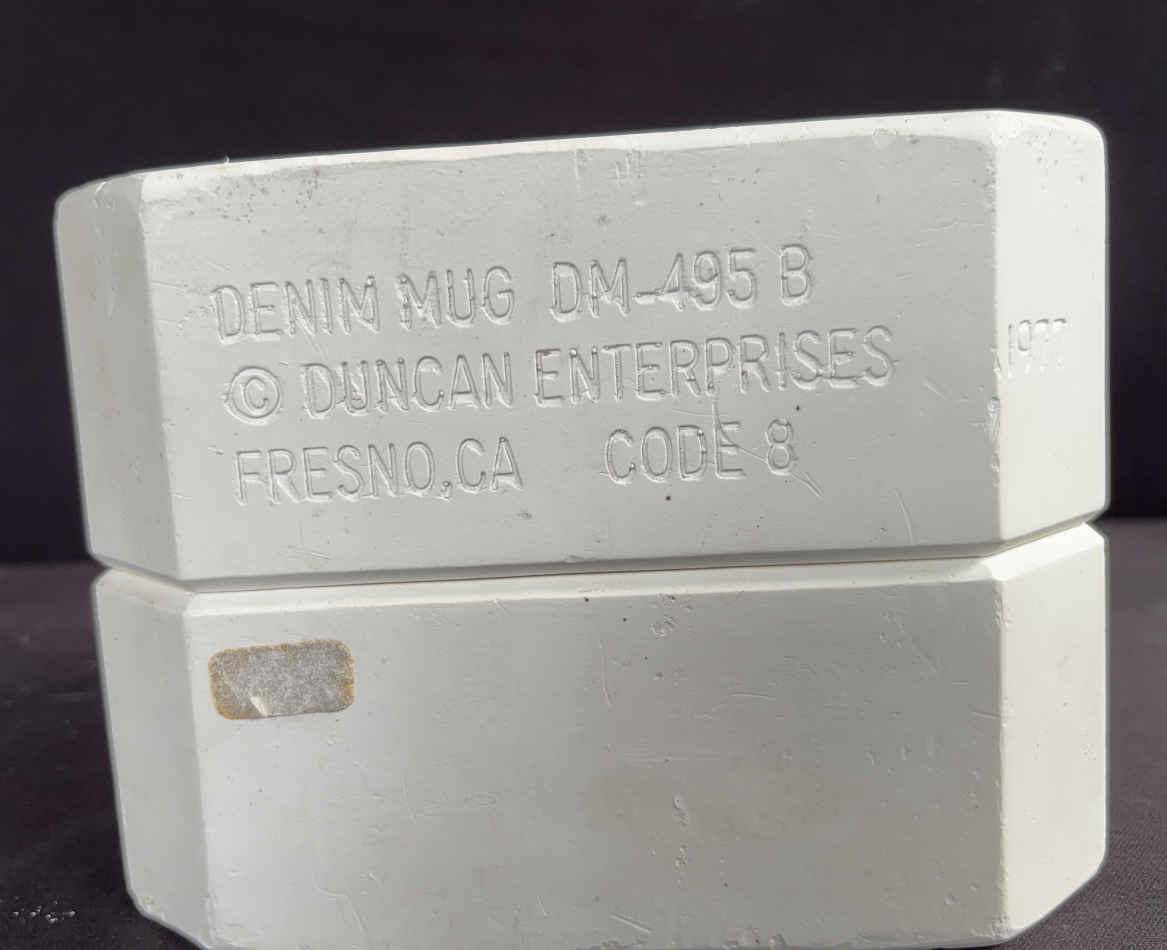 DENIM MUG DM-495 B
© DUNCAN ENTERPRISES
1977
FRESNO, CA CODE 8